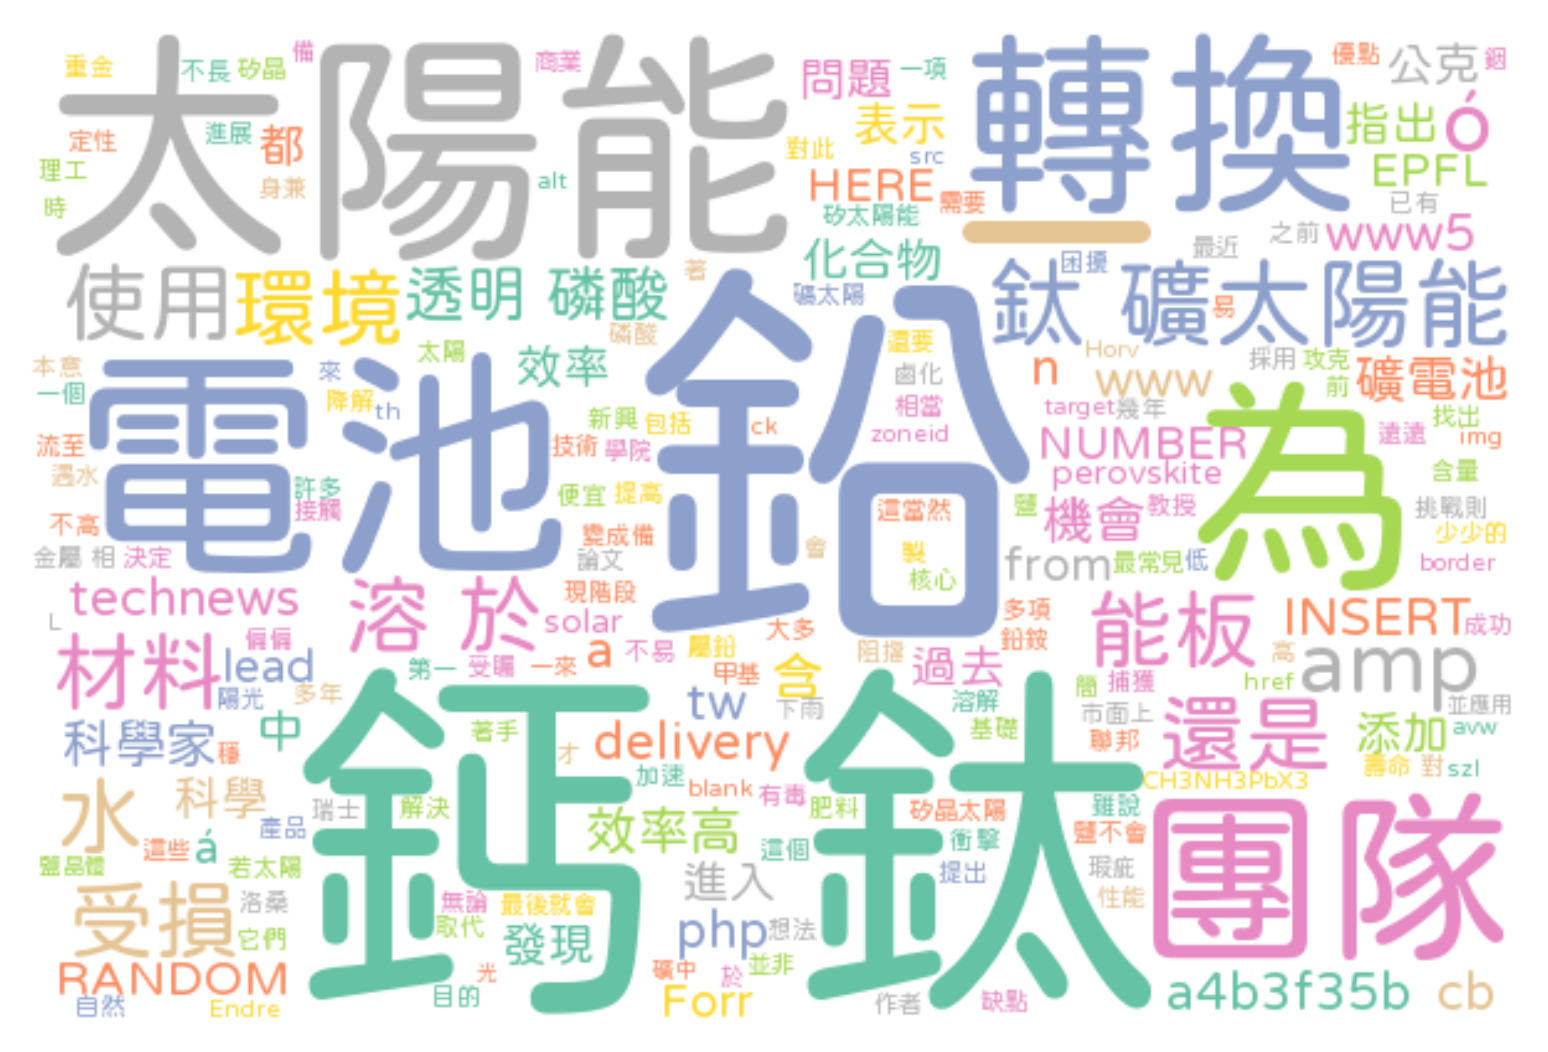 重金
不長
矽晶
備
商業
問題
一項
優點
公克
錮
太陽能
轉換
定性
進展
都
表示
指出
ó
理工
身兼
alt
對此
src
EPFL
時
HERE
需要
已有
矽太陽能
一
之前
www5
使用
環境
透明
磷酸
著
化合物
最近
困擾
礦太陽
鈦
礦太陽能
易
磷酸
還要
Horv
採用
攻克
本意
太陽
效率
鹵化
n
www
前
礦電池
一個
來
降解
th
新興
包括
ck
相當
target
幾年
找出
電池
鉛
為
流至
技術
學院
zoneid
NUMBER
遠遠
img
遇水
許多
便宜
提高
perovskite
含量
不高
接觸
變成備
這當然
鹽
機會
教授
挑戰則
金屬
相
決定
論文
會
製
from
最常見
低
少少的
核心
border
technews
溶
於
現階段
solar
多項
能板
INSERT
成功
L
材料
倆倆
lead
大多
鉛銨
第一
受矚
一來
a
不易
屬鉛
阻擋
過去
高
amp
陽光
多年
甲基
含
href
簡
捕獲
tw
下雨
溶解
市面上
還是
並應用
科學家
穩
中
著手
才
delivery
基礎
聯邦
添加
avw
鈣
鈦
加速
CH3NH3PbX3
壽命
對
szl
水
科學
瑞士
解決
blank
有毒
肥料
矽晶太陽
雖說
產品
效率高
鹽不會
團隊
這些
á
這個
衝擊
鹽晶體
若太陽
進入
提出
瑕疵
受損
洛桑
無論
最後就會
性能
它們
取代
發現
php
想法
RANDOM
光
礦中
於
並非
自然
Endre
目的
Forr
作者
缺點
a4b3f35b
cb